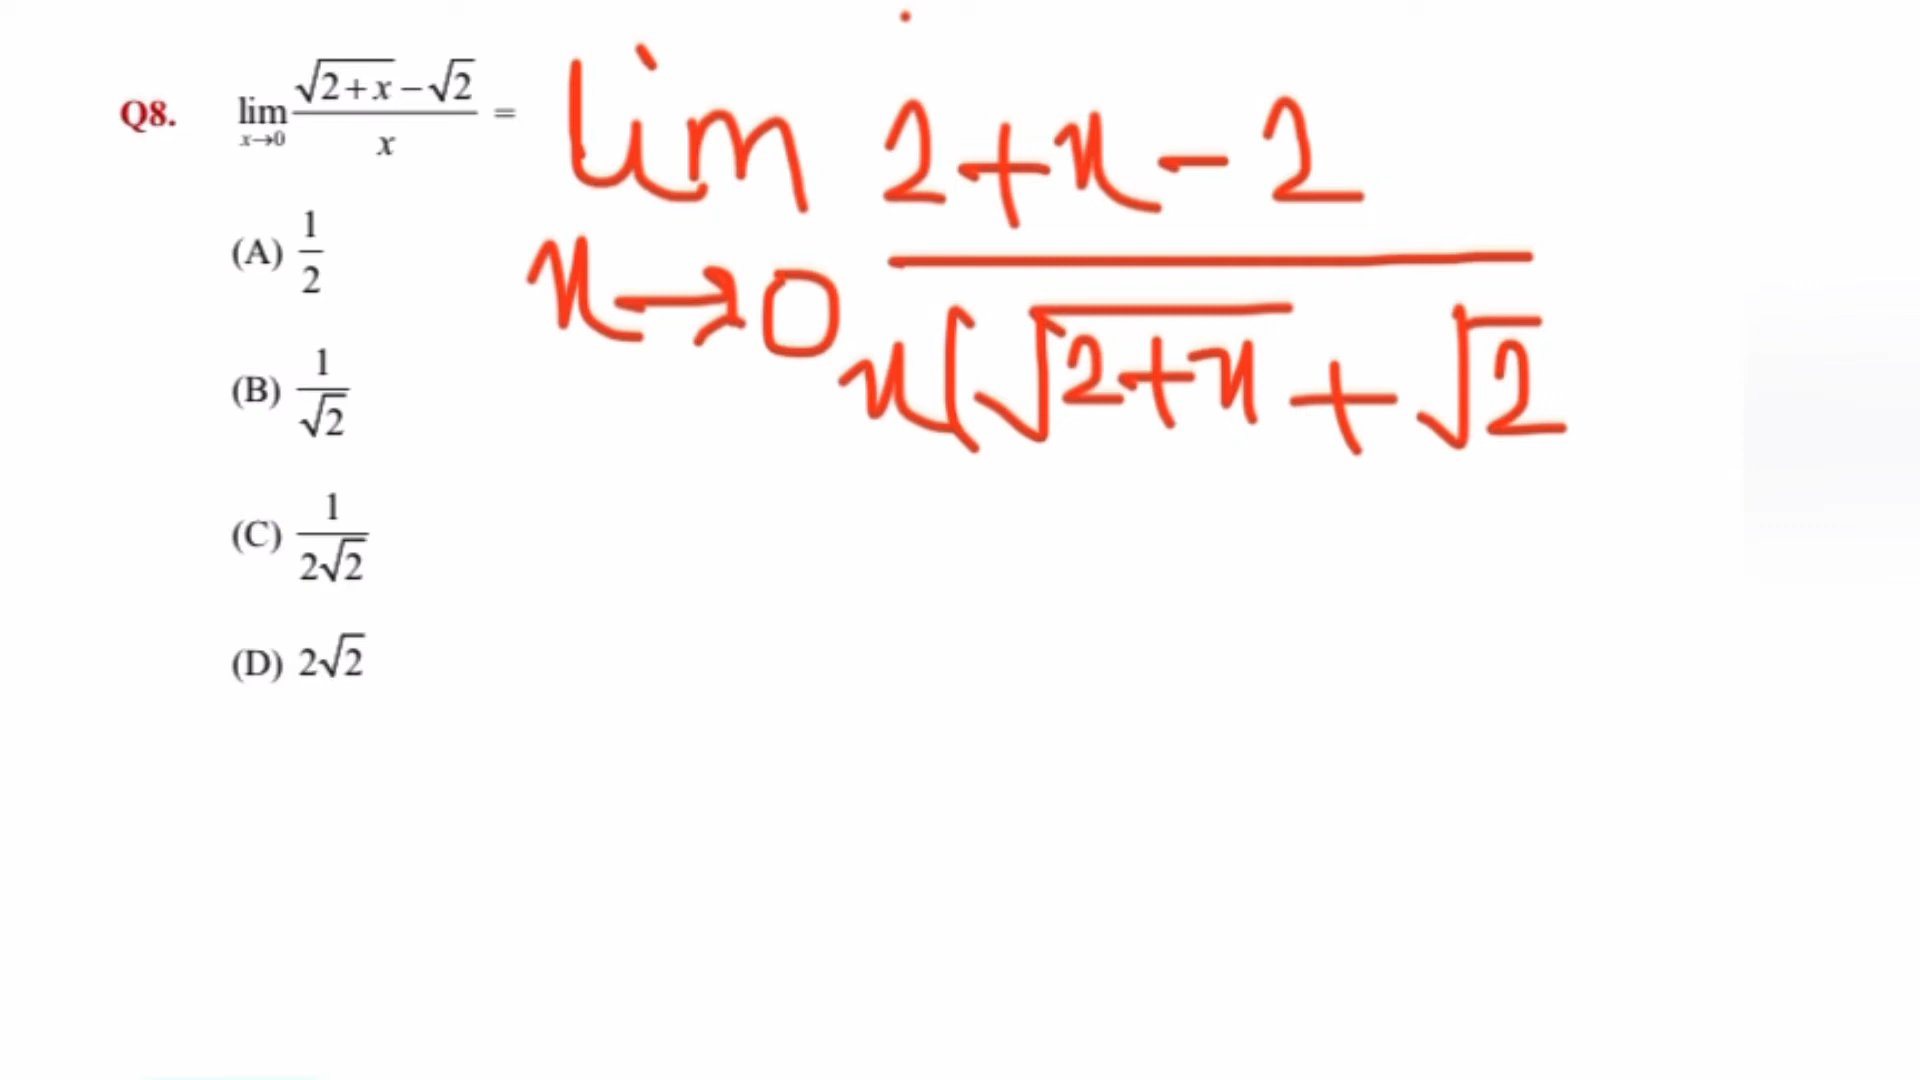 Q8. lim x→0 (√(2+x) − √2)/x =
lim x→0 (2+x−2)/(x(√(2+x) + √2
(A) 1/2
(B) 1/√2
(C) 1/(2√2)
(D) 2√2